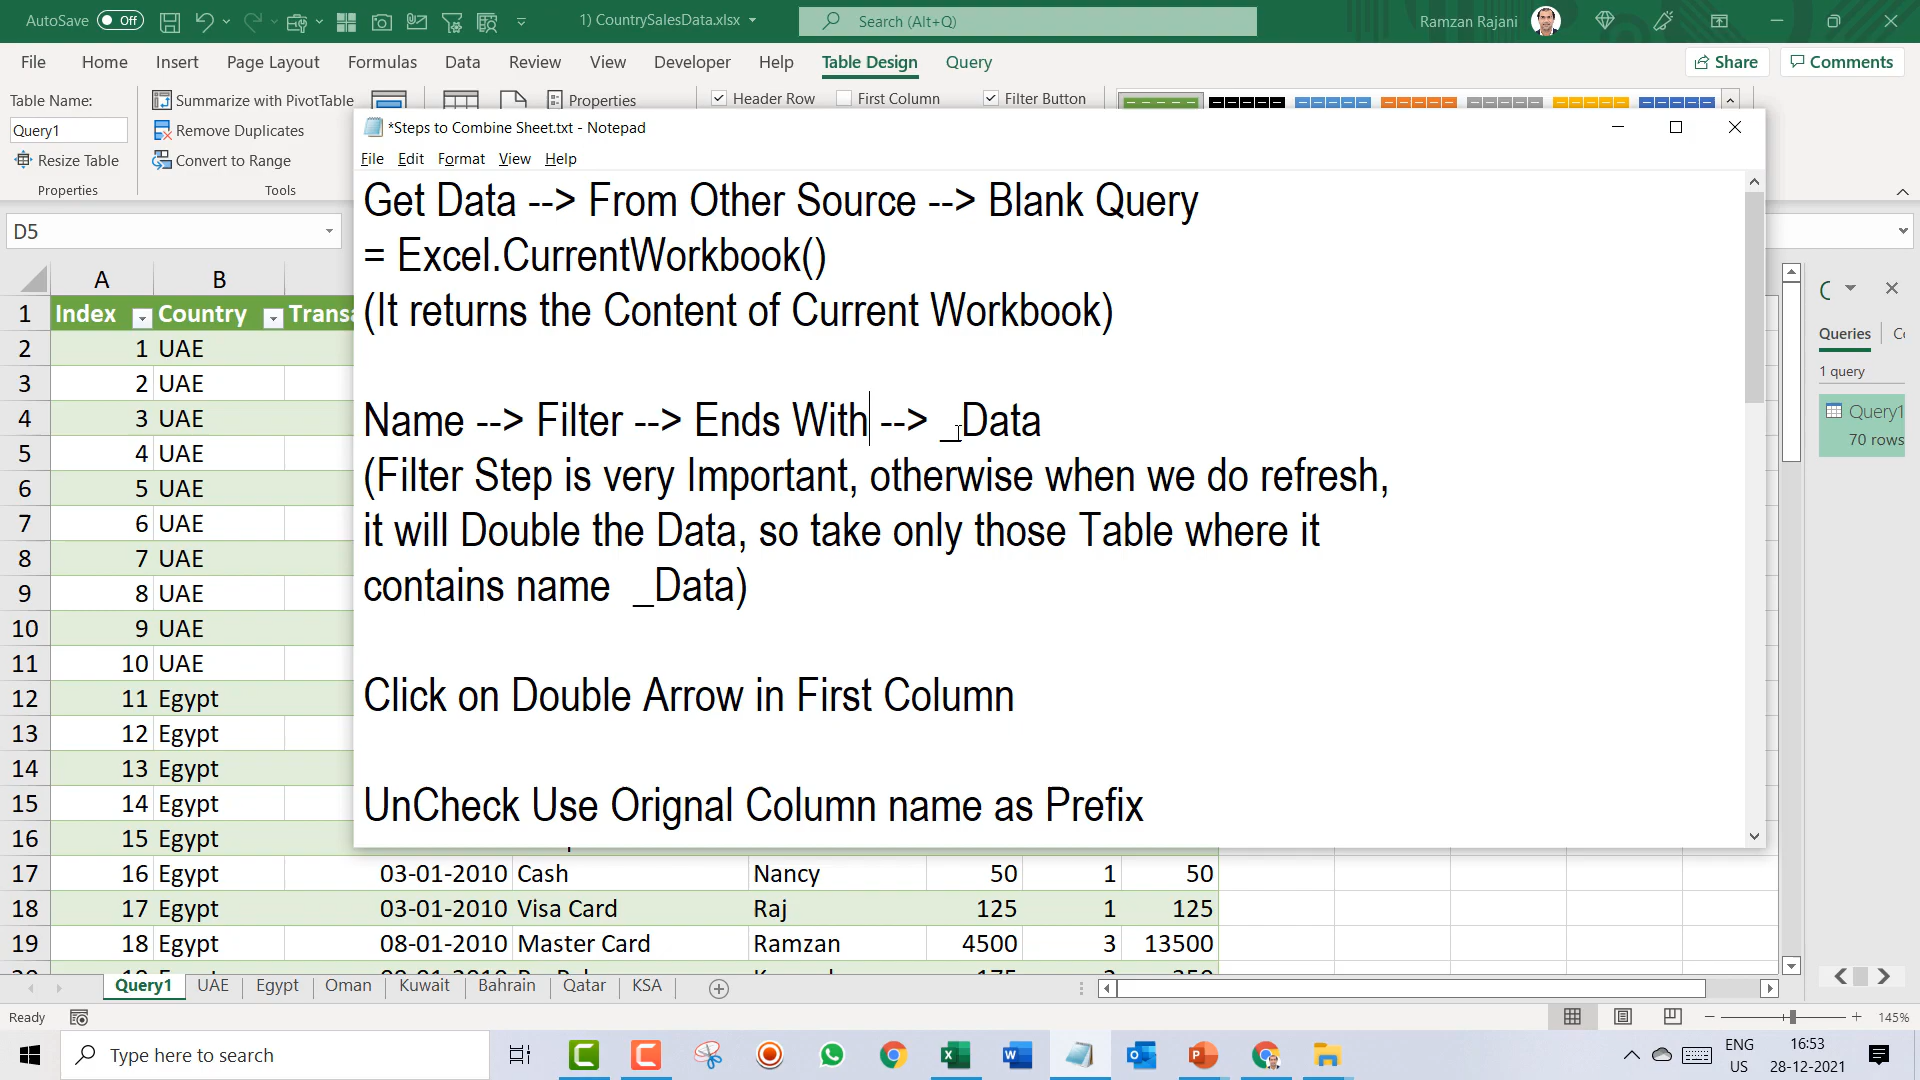 AutoSave Off 1) CountrySalesData.xlsx Search (Alt+Q) Ramzan Rajani
File Home Insert Page Layout Formulas Data Review View Developer Help Table Design Query Share Comments
Table Name: Summarize with PivotTable Properties Header Row First Column Filter Button
Query1 Remove Duplicates
Resize Table Convert to Range
Properties Tools
*Steps to Combine Sheet.txt - Notepad
File Edit Format View Help
Get Data --> From Other Source --> Blank Query
= Excel.CurrentWorkbook()
(It returns the Content of Current Workbook)
Name --> Filter --> Ends With --> _Data
(Filter Step is very Important, otherwise when we do refresh,
it will Double the Data, so take only those Table where it
contains name _Data)
Click on Double Arrow in First Column
UnCheck Use Orignal Column name as Prefix
D5
A B
1 Index Country
2 1 UAE
3 2 UAE
4 3 UAE
5 4 UAE
6 5 UAE
7 6 UAE
8 7 UAE
9 8 UAE
10 9 UAE
11 10 UAE
12 11 Egypt
13 12 Egypt
14 13 Egypt
15 14 Egypt
16 15 Egypt
17 16 Egypt 03-01-2010 Cash Nancy 50 1 50
18 17 Egypt 03-01-2010 Visa Card Raj 125 1 125
19 18 Egypt 08-01-2010 Master Card Ramzan 4500 3 13500
Queries
1 query
Query1
70 rows
Query1 UAE Egypt Oman Kuwait Bahrain Qatar KSA
Ready 145%
Type here to search
ENG
US
16:53
28-12-2021